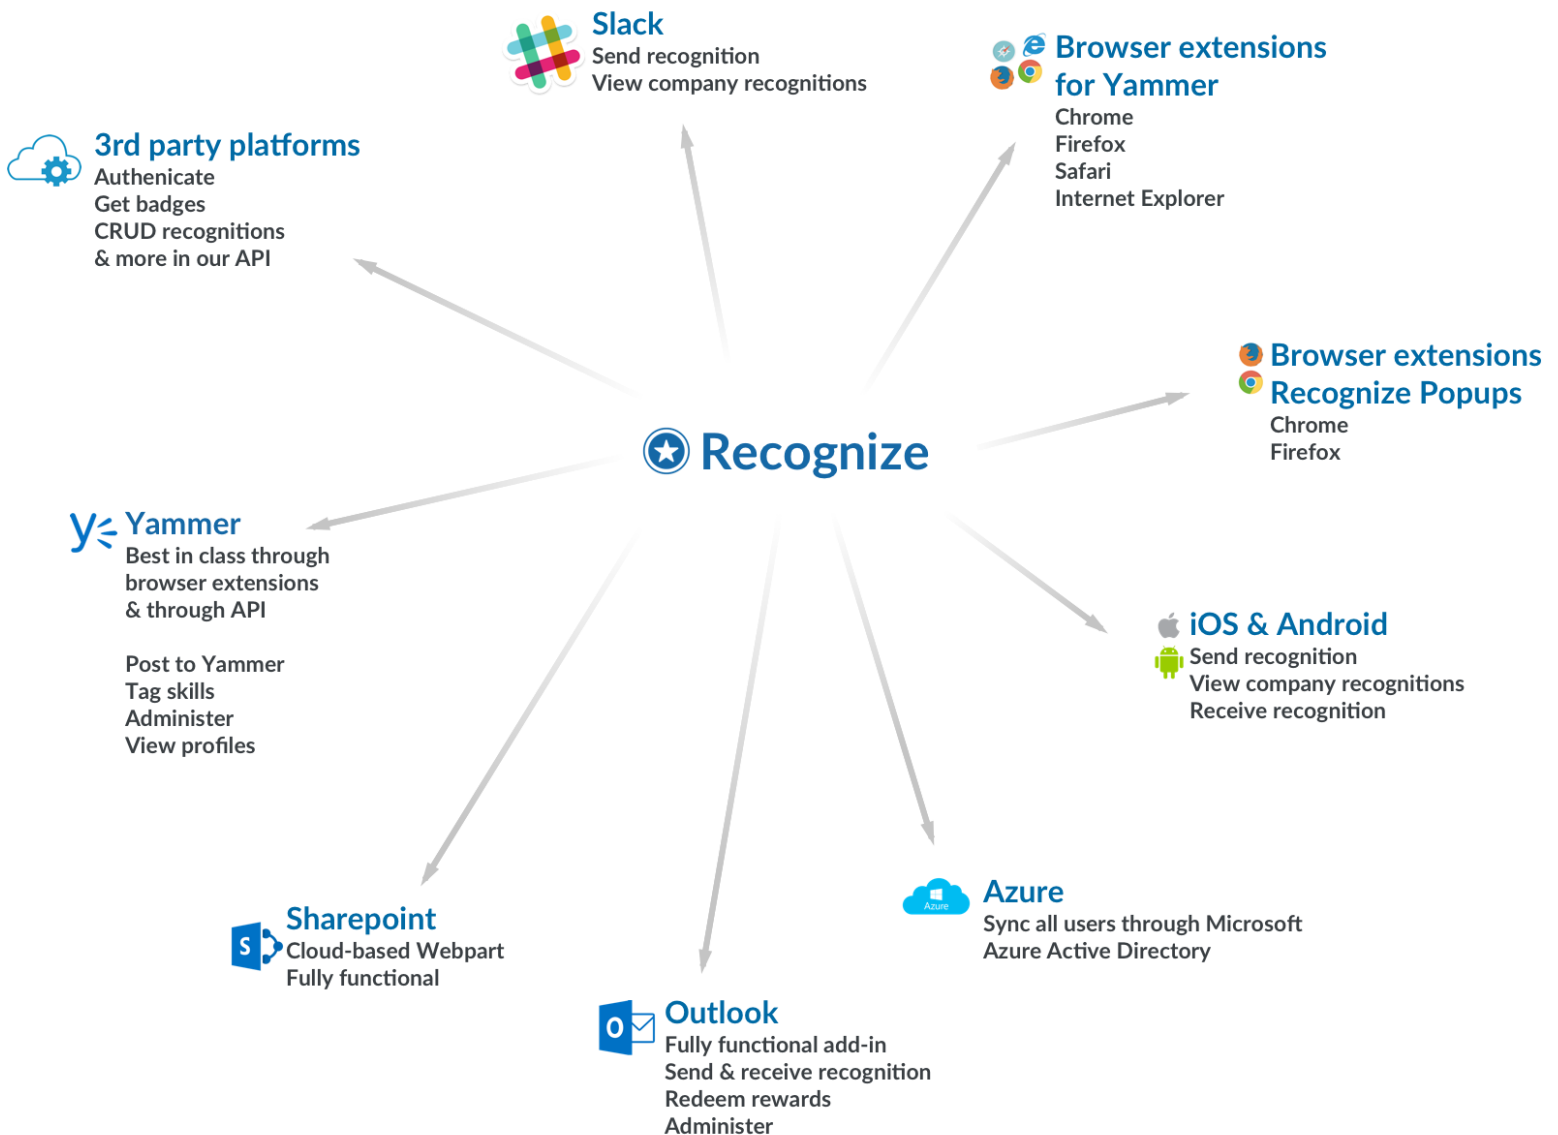 Slack
Send recognition
View company recognitions
Browser extensions
for Yammer
Chrome
Firefox
Safari
Internet Explorer
3rd party platforms
Authenicate
Get badges
CRUD recognitions
& more in our API
Browser extensions
Recognize Popups
Chrome
Firefox
Recognize
Yammer
Best in class through
browser extensions
& through API
Post to Yammer
Tag skills
Administer
View profiles
iOS & Android
Send recognition
View company recognitions
Receive recognition
Sharepoint
Cloud-based Webpart
Fully functional
S
Azure
Azure
Sync all users through Microsoft
Azure Active Directory
Outlook
O
Fully functional add-in
Send & receive recognition
Redeem rewards
Administer